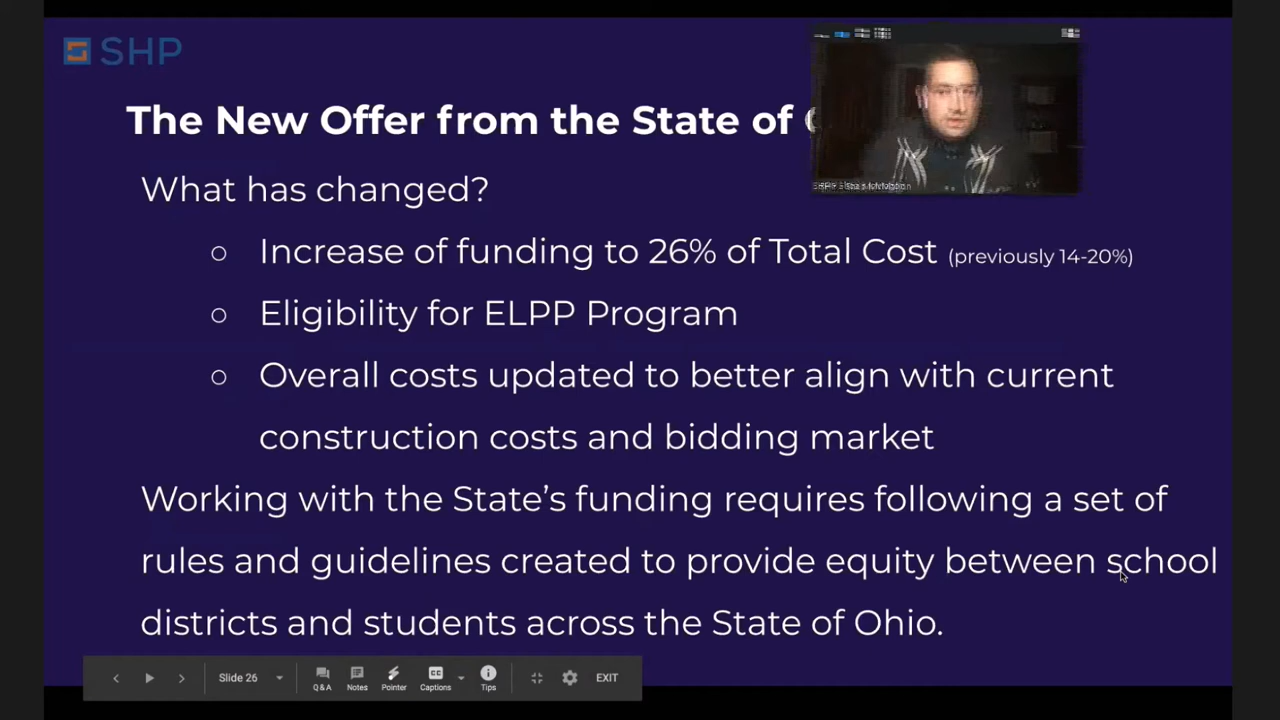 SHP
The New Offer from the State of
What has changed?
○ Increase of funding to 26% of Total Cost (previously 14-20%)
○ Eligibility for ELPP Program
○ Overall costs updated to better align with current
construction costs and bidding market
Working with the State’s funding requires following a set of
rules and guidelines created to provide equity between school
districts and students across the State of Ohio.
Slide 26
Q&A
Notes
Pointer
CC
Captions
Tips
EXIT